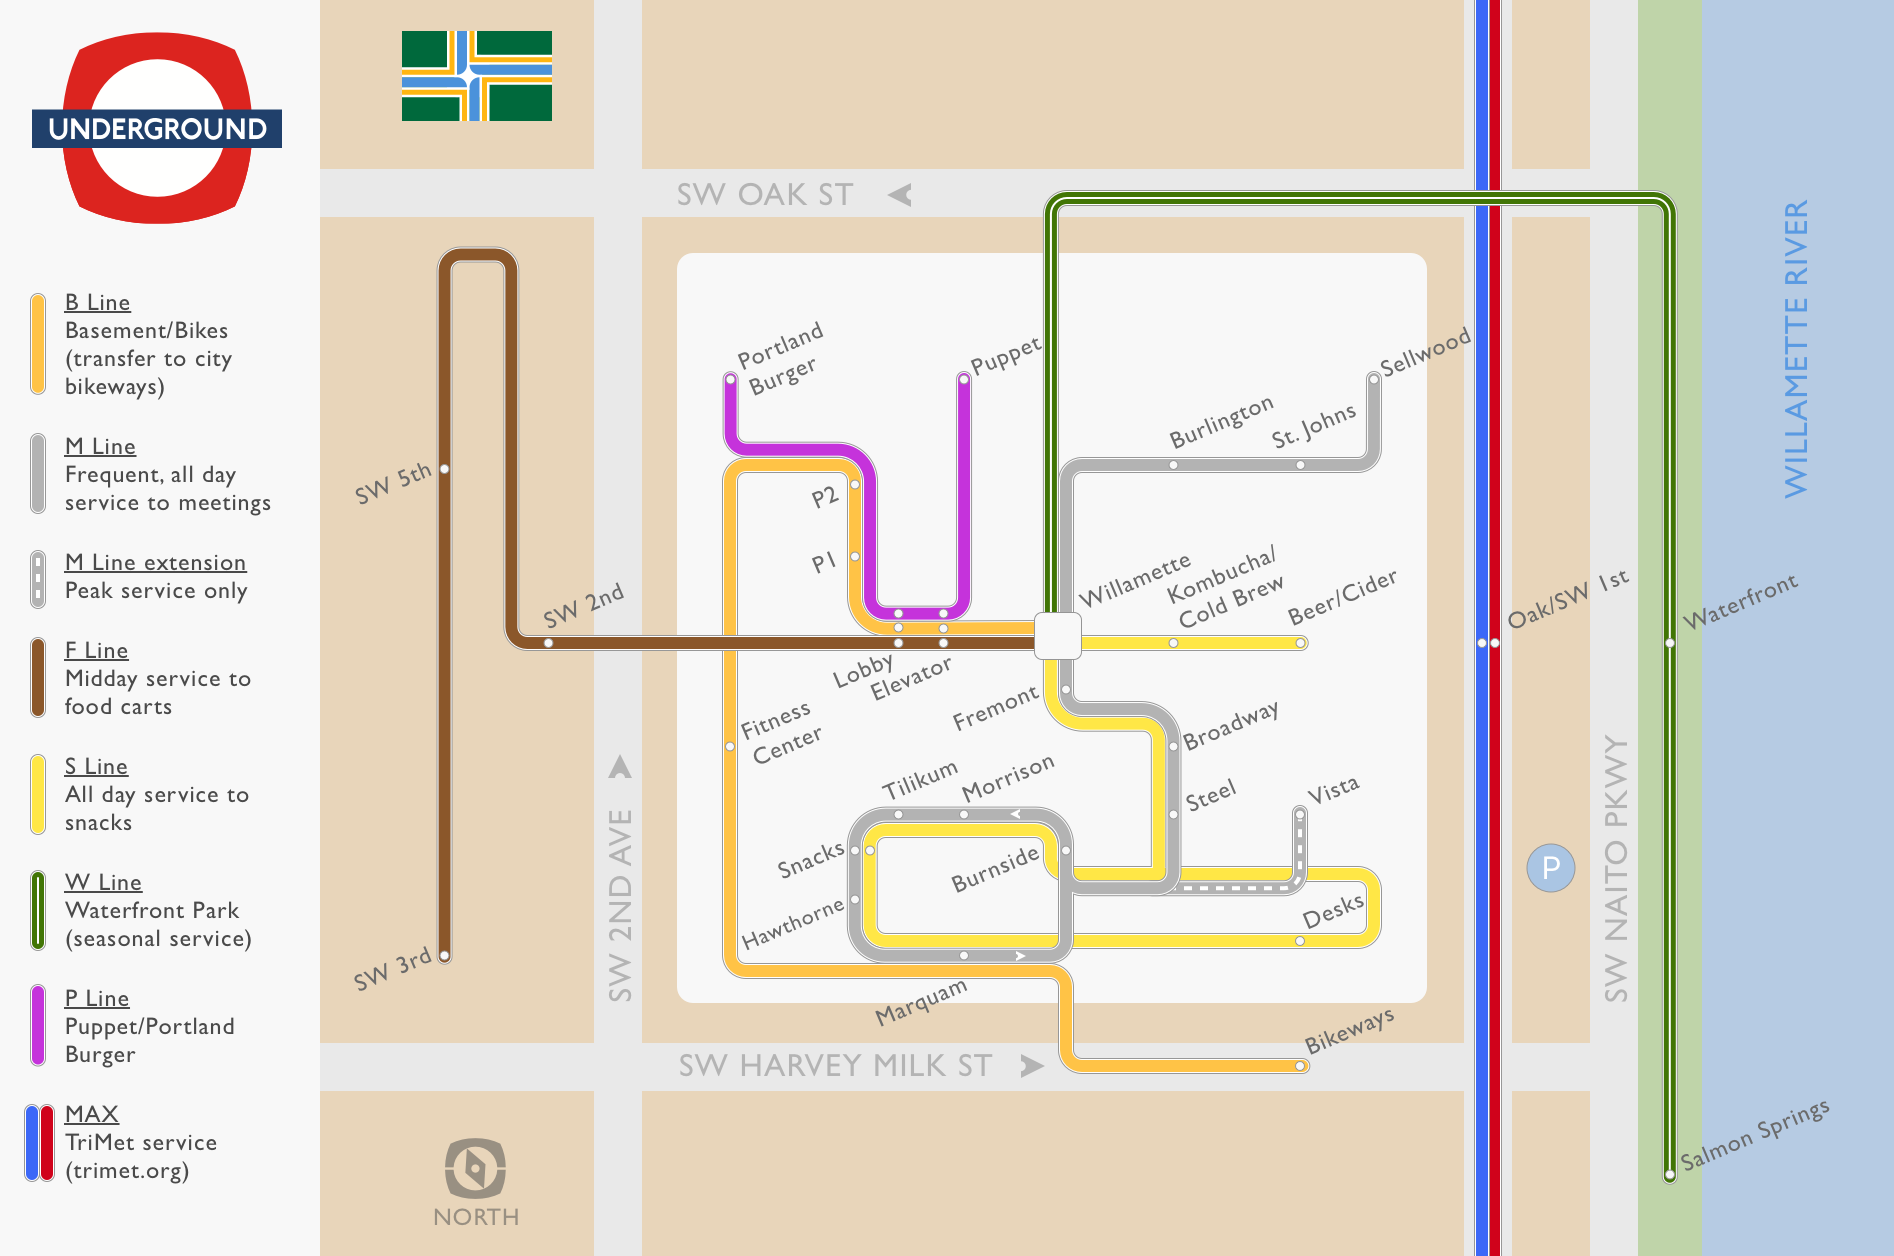 UNDERGROUND
B Line
Basement/Bikes
(transfer to city
bikeways)
M Line
Frequent, all day
service to meetings
M Line extension
Peak service only
F Line
Midday service to
food carts
S Line
All day service to
snacks
W Line
Waterfront Park
(seasonal service)
P Line
Puppet/Portland
Burger
MAX
TriMet service
(trimet.org)
SW OAK ST
WILLAMETTE RIVER
Portland
Burger
Puppet
Sellwood
Burlington
St. Johns
SW 5th
P2
P1
SW 2nd
Willamette
Kombucha/
Cold Brew
Beer/Cider
Oak/SW 1st
Waterfront
Lobby
Elevator
Fremont
Fitness
Center
Broadway
Tilikum
Morrison
Steel
Vista
Snacks
Burnside
P
Hawthorne
Desks
SW 3rd
SW 2ND AVE
SW NAITO PKWY
Marquam
Bikeways
SW HARVEY MILK ST
Salmon Springs
NORTH